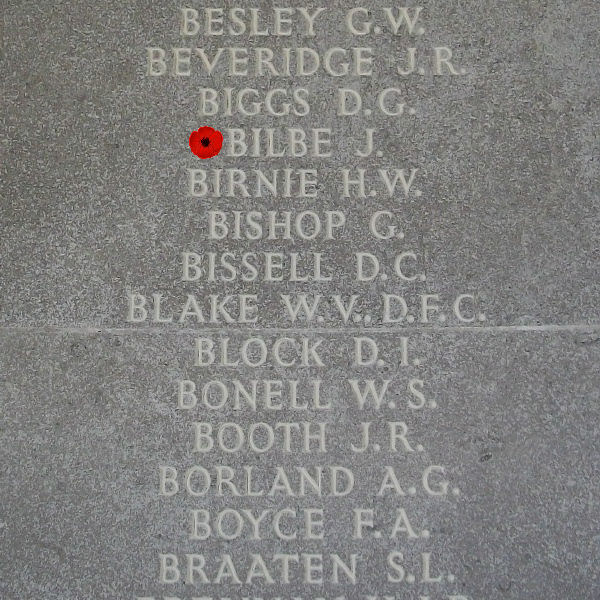 BESLEY G.W.
BEVERIDGE J.R.
BIGGS D.G.
BILBE J.
BIRNIE H.W.
BISHOP G.
BISSELL D.C.
BLAKE W.V., D.F.C.
BLOCK D.I.
BONELL W.S.
BOOTH J.R.
BORLAND A.G.
BOYCE F.A.
BRAATEN S.L.